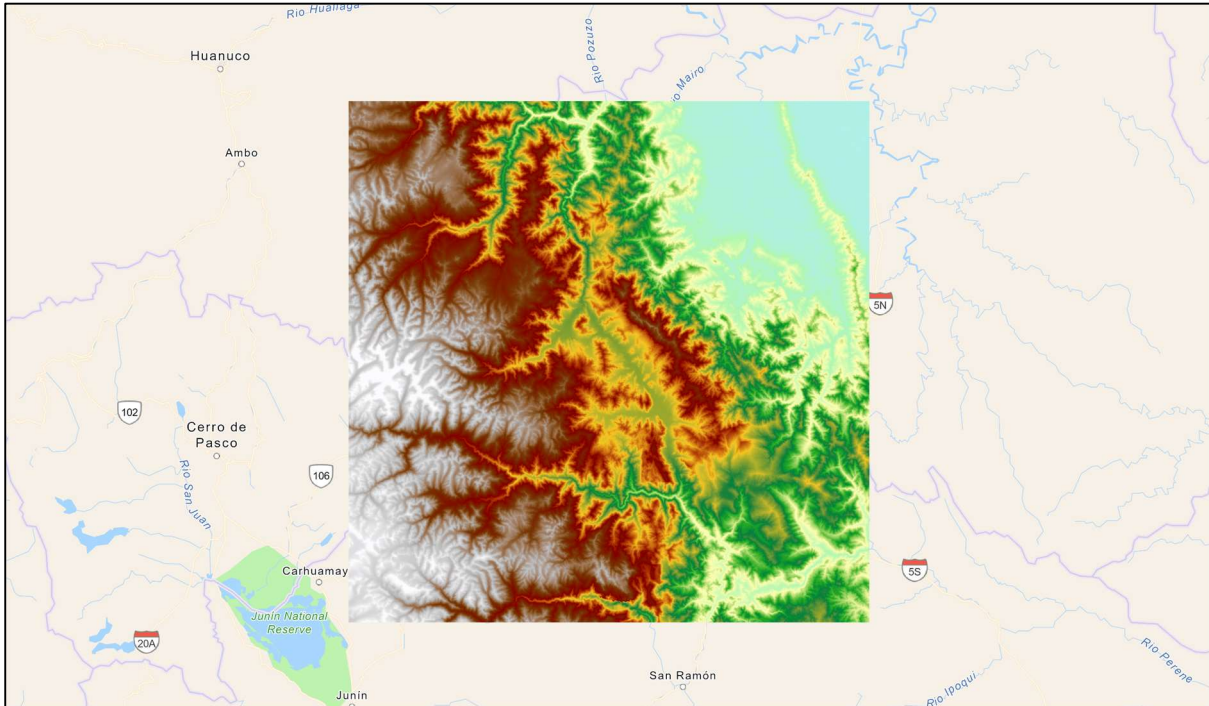 Rio Huallaga
Huanuco
Rio Pozuzo
io Mairo
Ambo
5N
102
Cerro de
Pasco
106
Rio San Juan
Carhuamay
5S
Junín National
Reserve
20A
San Ramón
Rio Perene
Rio Ipoqui
Junín